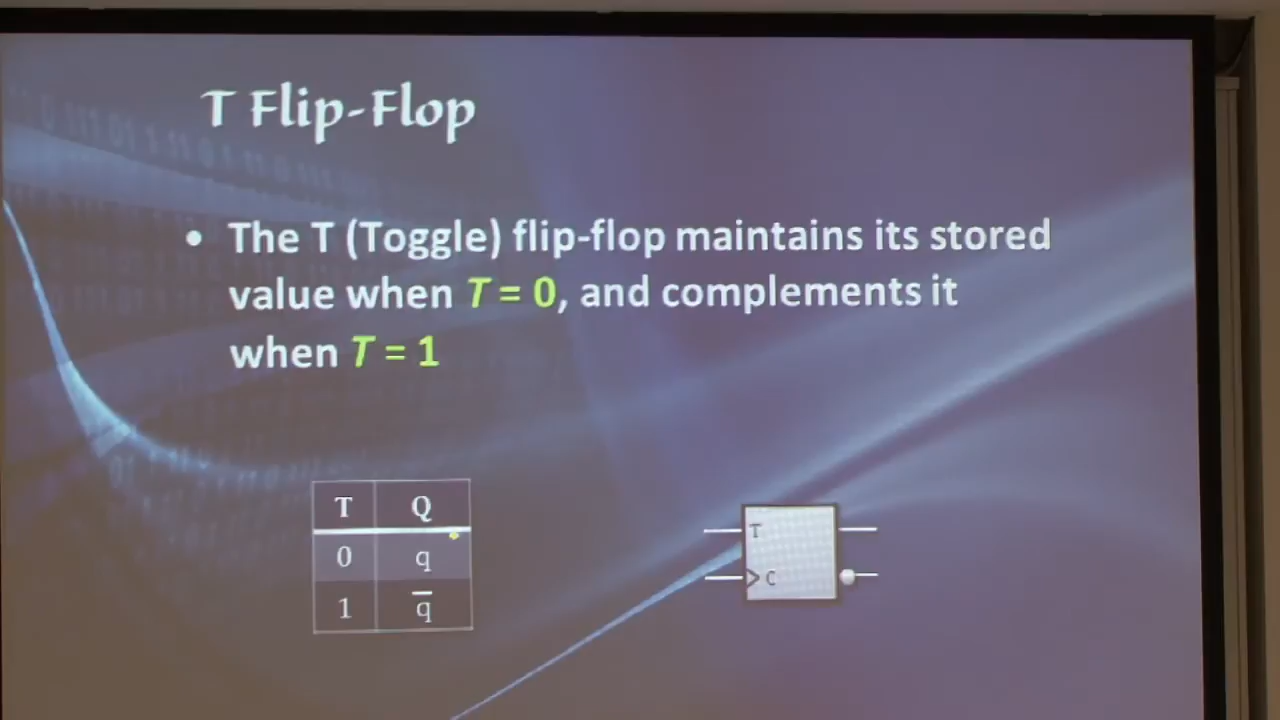 T Flip-Flop
• The T (Toggle) flip-flop maintains its stored
value when T = 0, and complements it
when T = 1
T Q
0 q
1 q̅
T
C